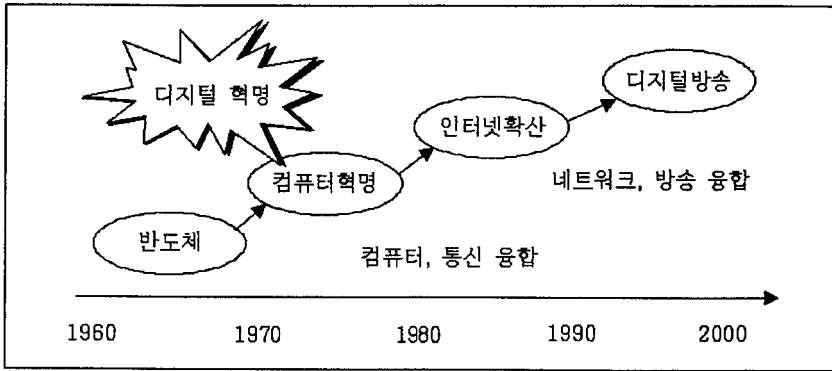 디지털 혁명
디지털방송
인터넷확산
컴퓨터혁명
네트워크, 방송 융합
반도체
컴퓨터, 통신 융합
1960 1970 1980 1990 2000